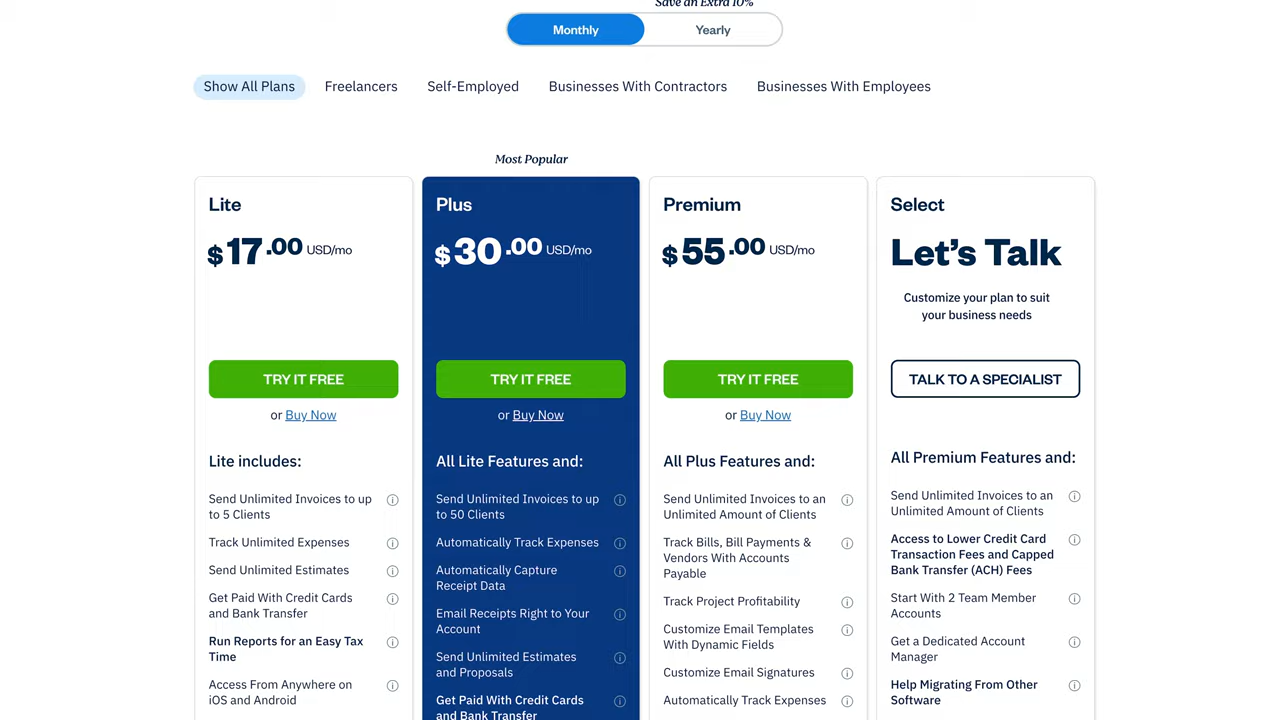 Save an Extra 10%
Monthly
Yearly
Show All Plans
Freelancers
Self-Employed
Businesses With Contractors
Businesses With Employees
Most Popular
Lite
$17.00 USD/mo
TRY IT FREE
or Buy Now
Lite includes:
Send Unlimited Invoices to up
to 5 Clients
Track Unlimited Expenses
Send Unlimited Estimates
Get Paid With Credit Cards
and Bank Transfer
Run Reports for an Easy Tax
Time
Access From Anywhere on
iOS and Android
Plus
$30.00 USD/mo
TRY IT FREE
or Buy Now
All Lite Features and:
Send Unlimited Invoices to up
to 50 Clients
Automatically Track Expenses
Automatically Capture
Receipt Data
Email Receipts Right to Your
Account
Send Unlimited Estimates
and Proposals
Get Paid With Credit Cards
and Bank Transfer
Premium
$55.00 USD/mo
TRY IT FREE
or Buy Now
All Plus Features and:
Send Unlimited Invoices to an
Unlimited Amount of Clients
Track Bills, Bill Payments &
Vendors With Accounts
Payable
Track Project Profitability
Customize Email Templates
With Dynamic Fields
Customize Email Signatures
Automatically Track Expenses
Select
Let's Talk
Customize your plan to suit
your business needs
TALK TO A SPECIALIST
All Premium Features and:
Send Unlimited Invoices to an
Unlimited Amount of Clients
Access to Lower Credit Card
Transaction Fees and Capped
Bank Transfer (ACH) Fees
Start With 2 Team Member
Accounts
Get a Dedicated Account
Manager
Help Migrating From Other
Software